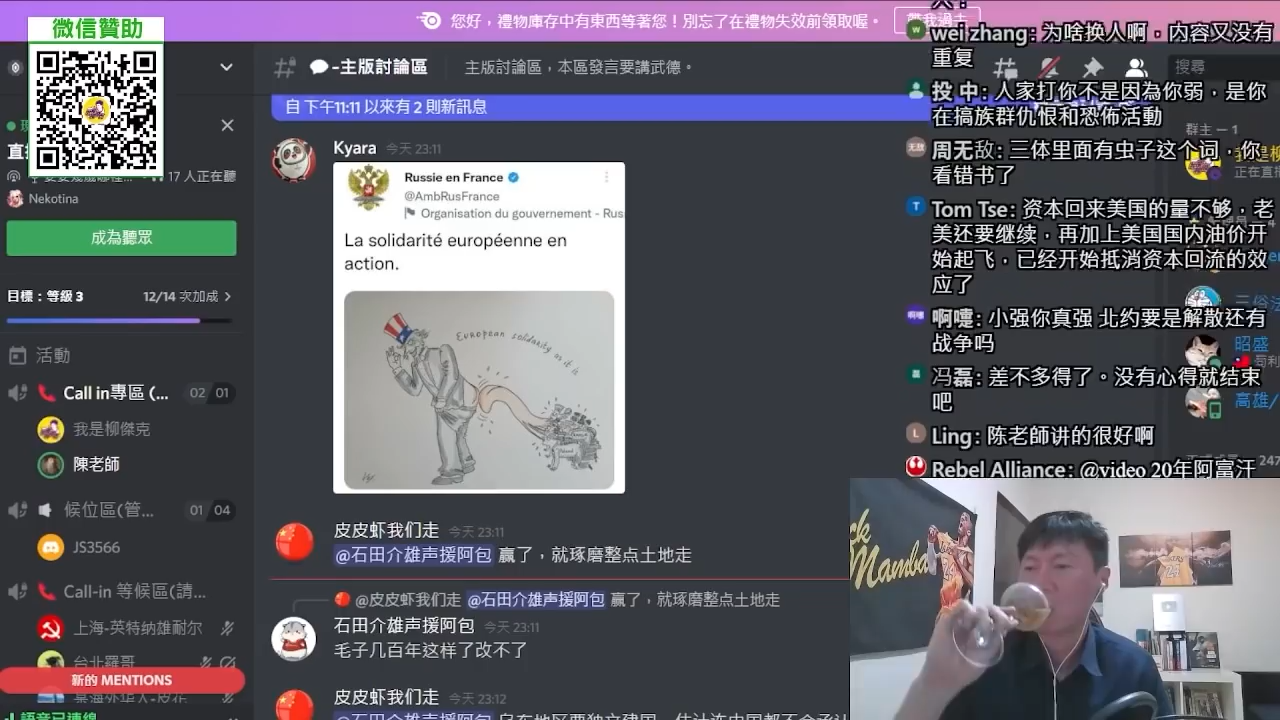 您好，禮物庫存中有東西等著您！別忘了在禮物失效前領取喔。
微信贊助
-主版討論區
主版討論區，本區發言要講武德。
搜尋
自 下午11:11 以來有 2 則新訊息
17 人正在聽
Nekotina
成為聽眾
目標：等級 3
12/14 次加成
活動
Call in專區 (...
02 01
我是柳傑克
陳老師
候位區(管...
01 04
JS3566
Call-in 等候區(請...
上海-英特纳雄耐尔
台北羅哥
新的 MENTIONS
語音已連線
Kyara 今天 23:11
Russie en France
@AmbRusFrance
Organisation du gouvernement - Rus
La solidarité européenne en
action.
European solidarity as it is
皮皮虾我们走 今天 23:11
@石田介雄声援阿包 赢了，就琢磨整点土地走
@皮皮虾我们走 @石田介雄声援阿包 赢了，就琢磨整点土地走
石田介雄声援阿包 今天 23:11
毛子几百年这样了改不了
皮皮虾我们走 今天 23:12
wei zhang: 为啥换人啊，内容又没有
重复
投 中: 人家打你不是因為你弱，是你
在搞族群仇恨和恐怖活動
周无敌: 三体里面有虫子这个词，你
看错书了
Tom Tse: 资本回来美国的量不够，老
美还要继续，再加上美国国内油价开
始起飞，已经开始抵消资本回流的效
应了
啊嚏: 小强你真强 北约要是解散还有
战争吗
冯磊: 差不多得了。没有心得就结束
吧
Ling: 陈老師讲的很好啊
Rebel Alliance: @video 20年阿富汗
群主 — 1
昭盛
高雄/
247
Mamba